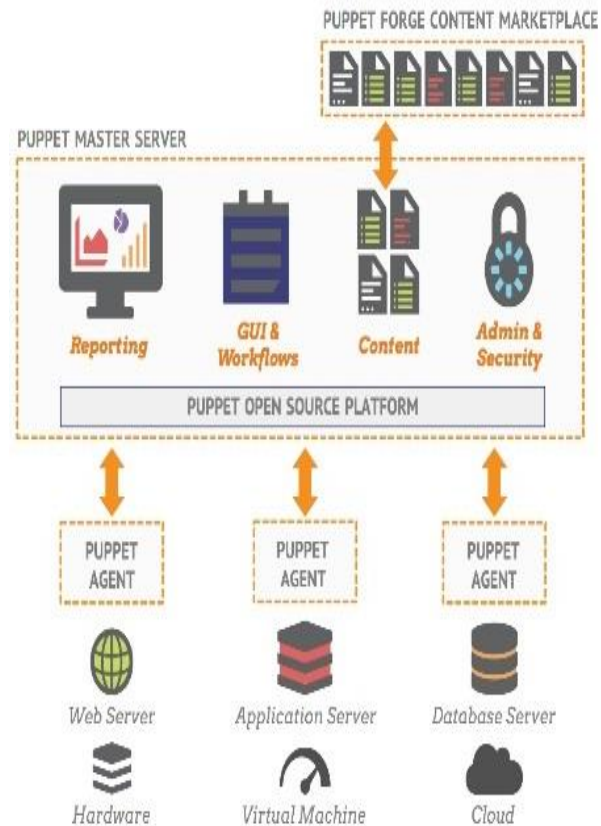 PUPPET FORGE CONTENT MARKETPLACE
PUPPET MASTER SERVER
Reporting
GUI &
Workflows
Content
Admin &
Security
PUPPET OPEN SOURCE PLATFORM
PUPPET
AGENT
PUPPET
AGENT
PUPPET
AGENT
Web Server
Application Server
Database Server
Hardware
Virtual Machine
Cloud